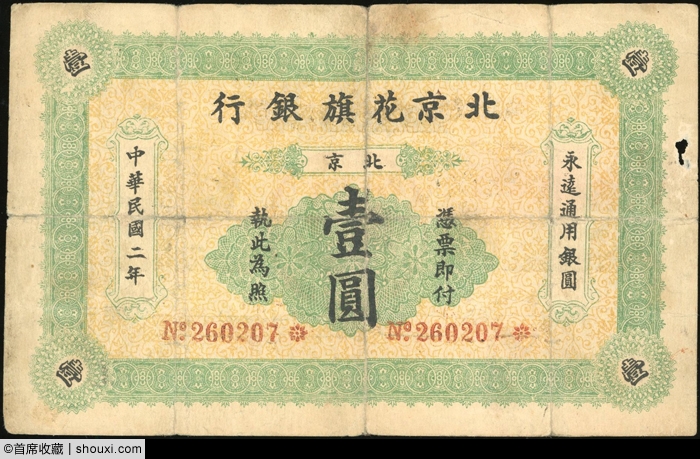 壹
壹
北京花旗銀行
北京
永遠通用銀圓
憑票即付
壹圓
執此為照
中華民國二年
Nº260207
Nº260207
壹
壹
@首席收藏 | shouxi.com